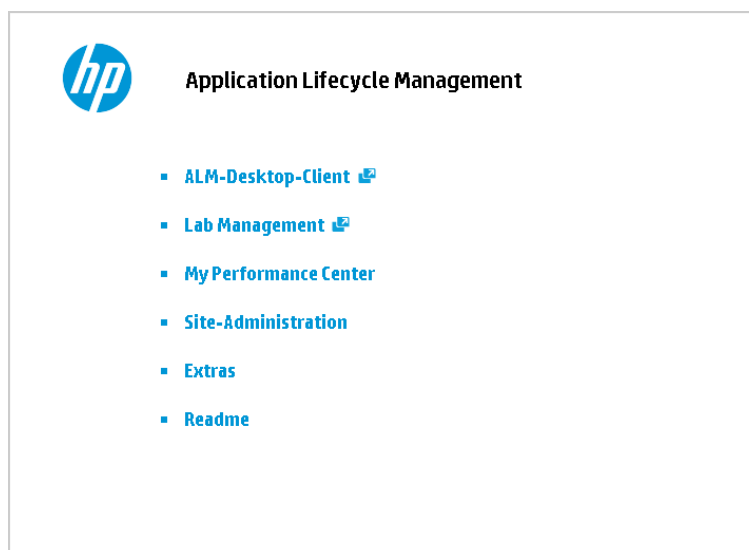 hp
Application Lifecycle Management
ALM-Desktop-Client
Lab Management
My Performance Center
Site-Administration
Extras
Readme